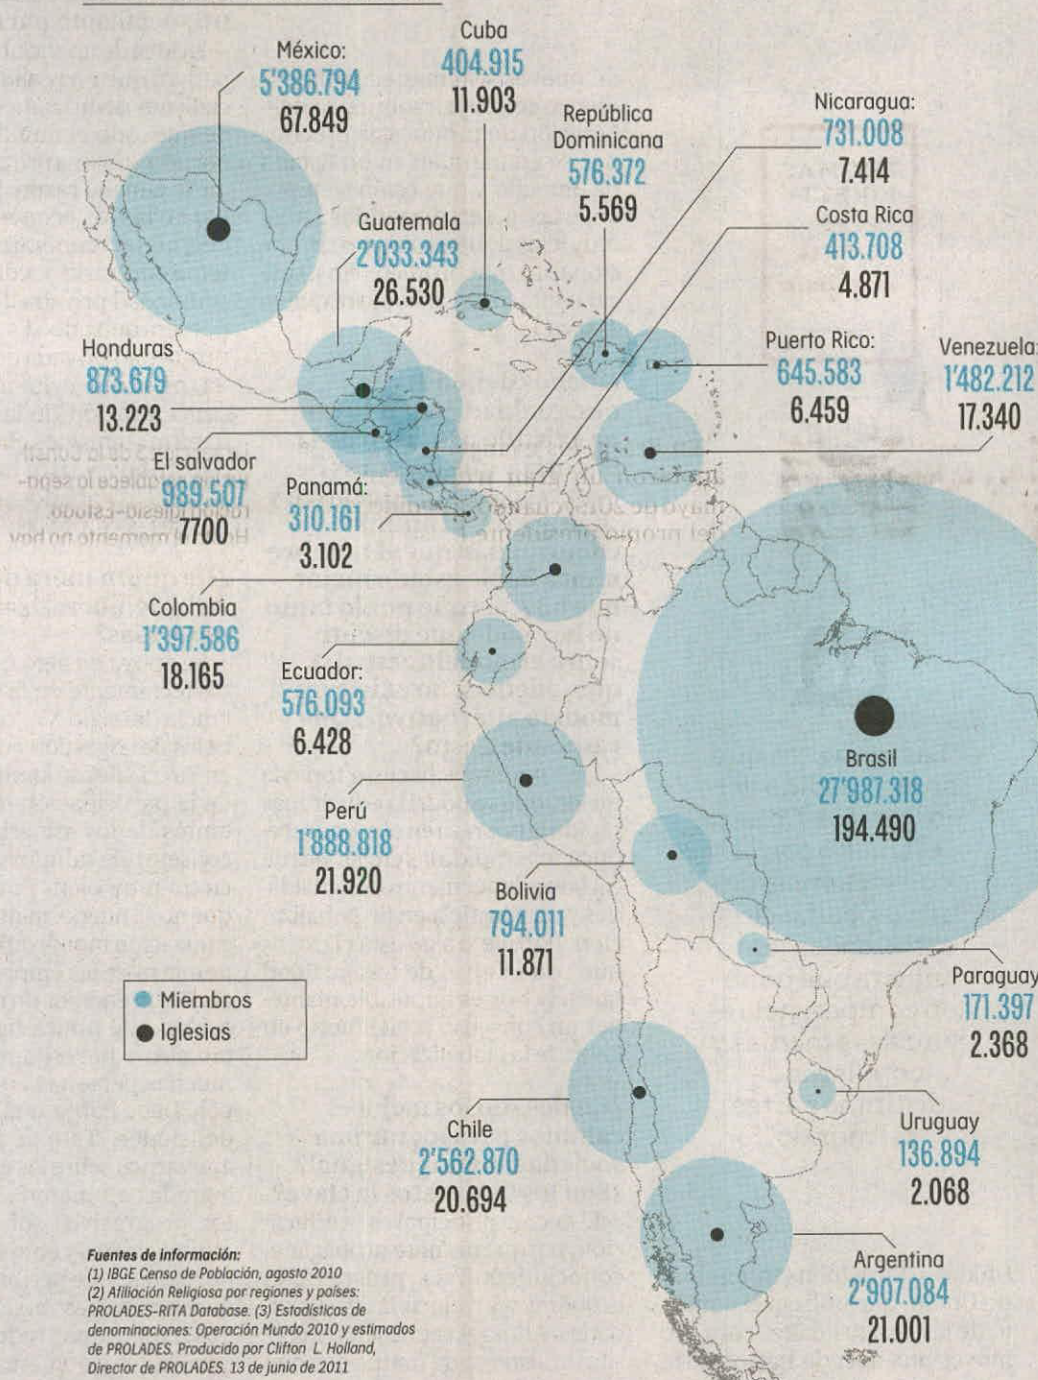 México:
5'386.794
67.849
Cuba
404.915
11.903
República
Dominicana
576.372
5.569
Nicaragua:
731.008
7.414
Costa Rica
413.708
4.871
Guatemala
2'033.343
26.530
Honduras
873.679
13.223
Puerto Rico:
645.583
6.459
Venezuela:
1'482.212
17.340
El salvador
989.507
7700
Panamá:
310.161
3.102
Colombia
1'397.586
18.165
Ecuador:
576.093
6.428
Perú
1'888.818
21.920
Brasil
27'987.318
194.490
Bolivia
794.011
11.871
Paraguay
171.397
2.368
Miembros
Iglesias
Uruguay
136.894
2.068
Chile
2'562.870
20.694
Argentina
2'907.084
21.001
Fuentes de información:
(1) IBGE Censo de Población, agosto 2010
(2) Afiliación Religiosa por regiones y países:
PROLADES-RITA Database. (3) Estadísticas de
denominaciones: Operación Mundo 2010 y estimados
de PROLADES. Producido por Clifton L. Holland,
Director de PROLADES. 13 de junio de 2011